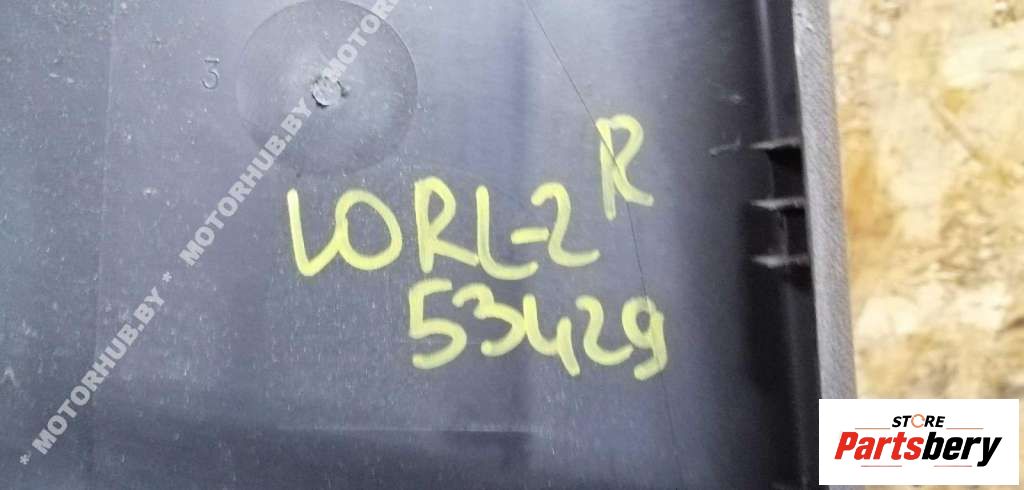 3
R
LORL-2
53429
* MOTORHUB.BY * MOTORHUB.BY * MOTORHUB.BY
STORE
Partsbery